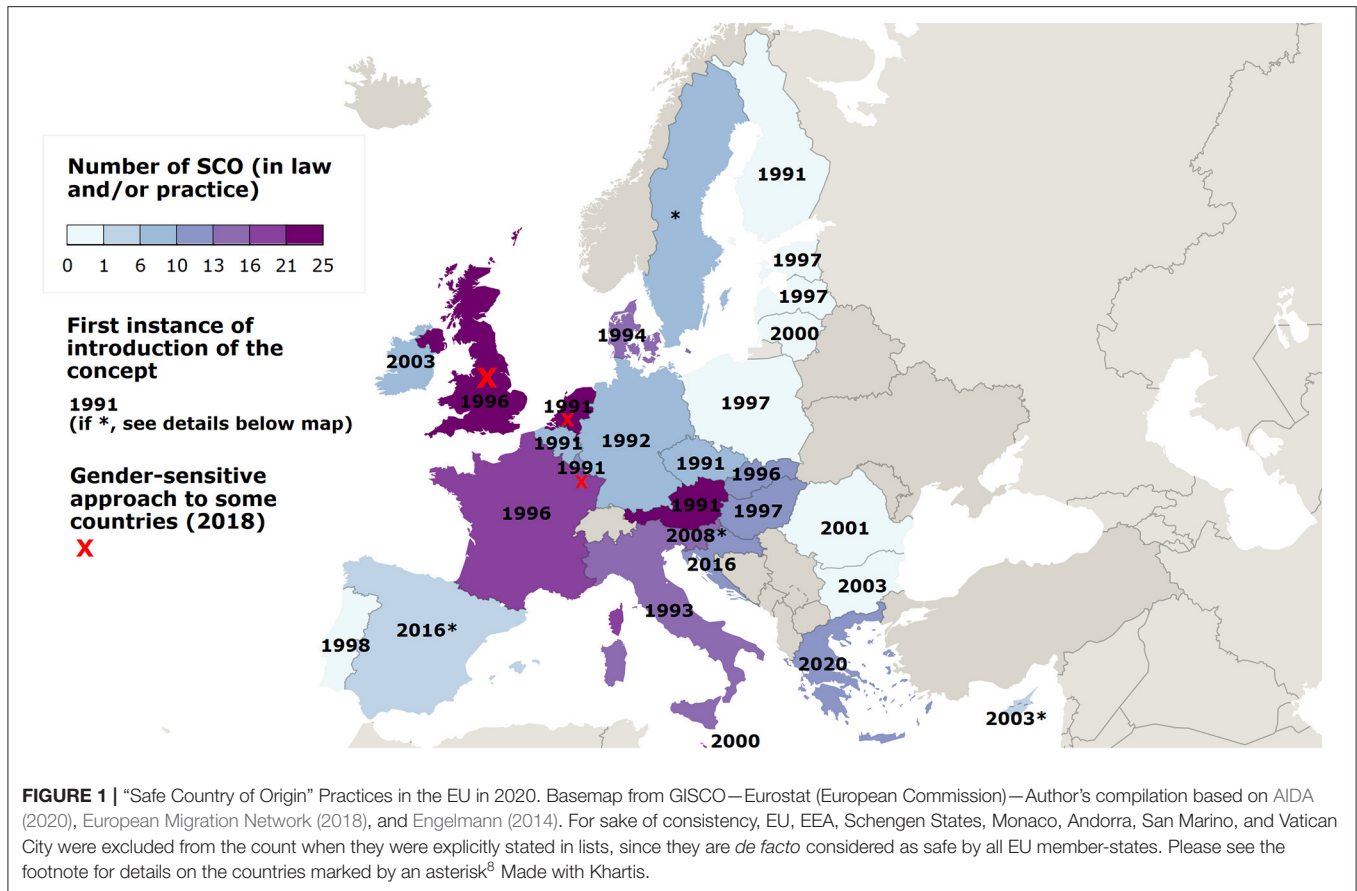 Number of SCO (in law
and/or practice)
0 1 6 10 13 16 21 25
First instance of
introduction of the
concept
1991
(if *, see details below map)
Gender-sensitive
approach to some
countries (2018)
X
*
1991
1997
1997
2000
1994
2003
X
1996
1991
X
1991
1992
1997
1991
X
1991
1996
1996
1991
1997
2001
2008*
2016
2003
1993
1998
2016*
2020
2003*
2000
FIGURE 1 | “Safe Country of Origin” Practices in the EU in 2020. Basemap from GISCO—Eurostat (European Commission)—Author’s compilation based on AIDA
(2020), European Migration Network (2018), and Engelmann (2014). For sake of consistency, EU, EEA, Schengen States, Monaco, Andorra, San Marino, and Vatican
City were excluded from the count when they were explicitly stated in lists, since they are de facto considered as safe by all EU member-states. Please see the
footnote for details on the countries marked by an asterisk⁸ Made with Khartis.